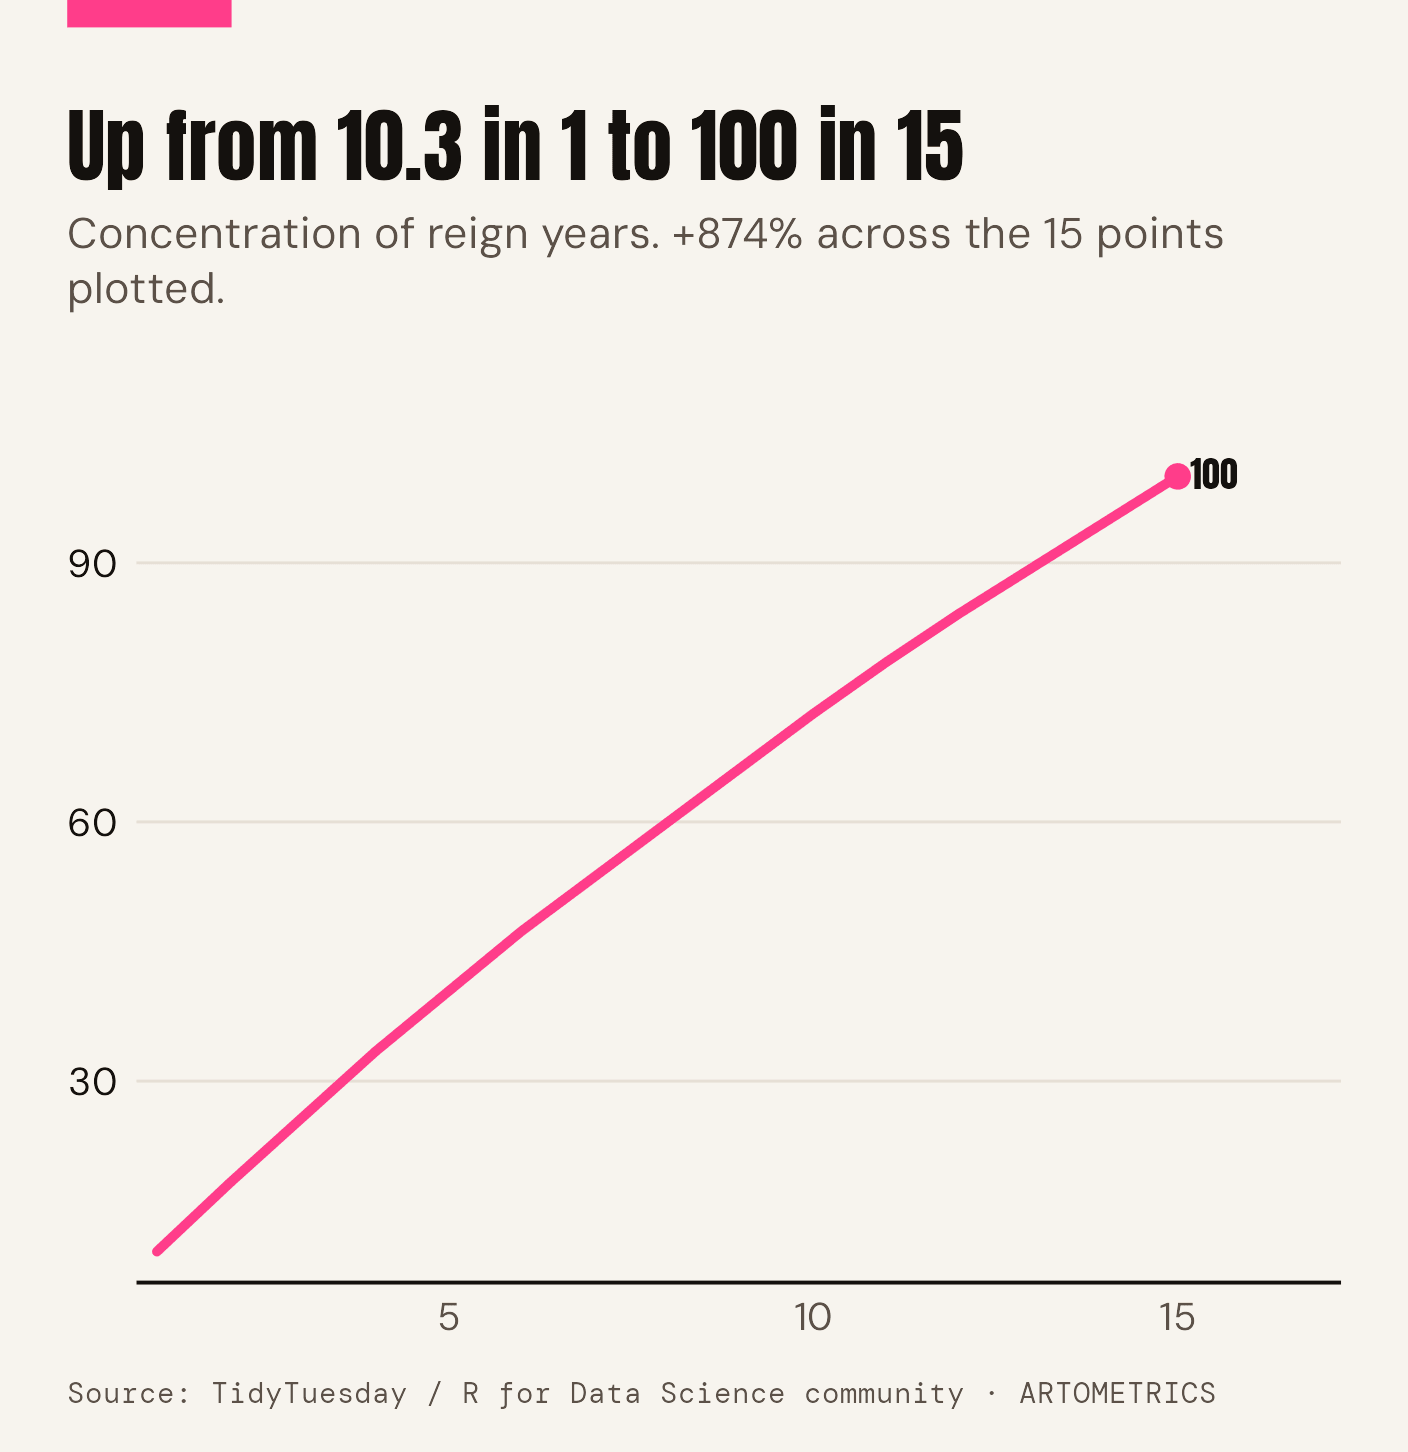 Up from 10.3 in 1 to 100 in 15
Concentration of reign years. +874% across the 15 points
plotted.
100
90
60
30
5 10 15
Source: TidyTuesday / R for Data Science community · ARTOMETRICS